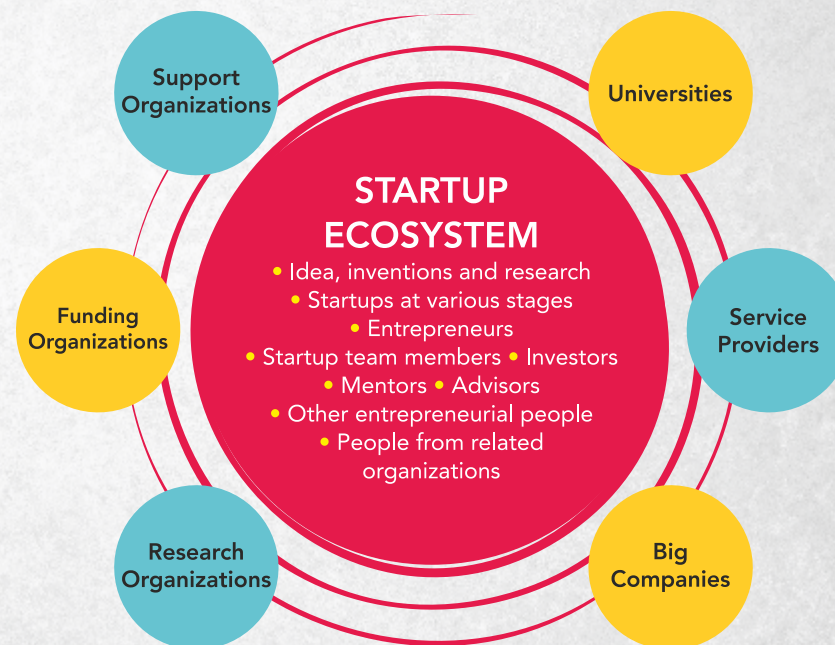 Support
Organizations
Universities
STARTUP
ECOSYSTEM
• Idea, inventions and research
• Startups at various stages
• Entrepreneurs
• Startup team members • Investors
• Mentors • Advisors
• Other entrepreneurial people
• People from related
organizations
Funding
Organizations
Service
Providers
Research
Organizations
Big
Companies